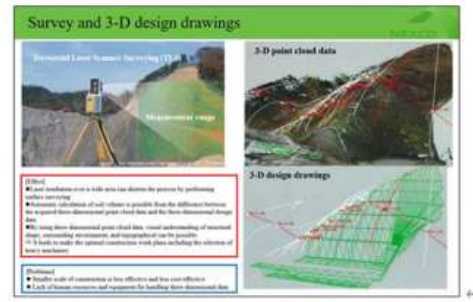 Survey and 3-D design drawings
NEXCO
Terrestrial Laser Scanner Surveying (TLS)
Measurement range
3-D point cloud data
3-D design drawings
[Effect]
●Laser irradiation over a wide area can shorten the process by performing
surface surveying
●Automatic calculation of soil volume is possible from the difference between
the acquired three-dimensional point cloud data and the three-dimensional design
data
●By using three-dimensional point cloud data, visual understanding of structural
shape, surrounding environment, and topographical can be possible
⇒ It leads to make the optimal construction work plans including the selection of
heavy machinery
[Problems]
● Smaller scale of construction is less effective and less cost-effective
● Lack of human resources and equipment for handling three-dimensional data